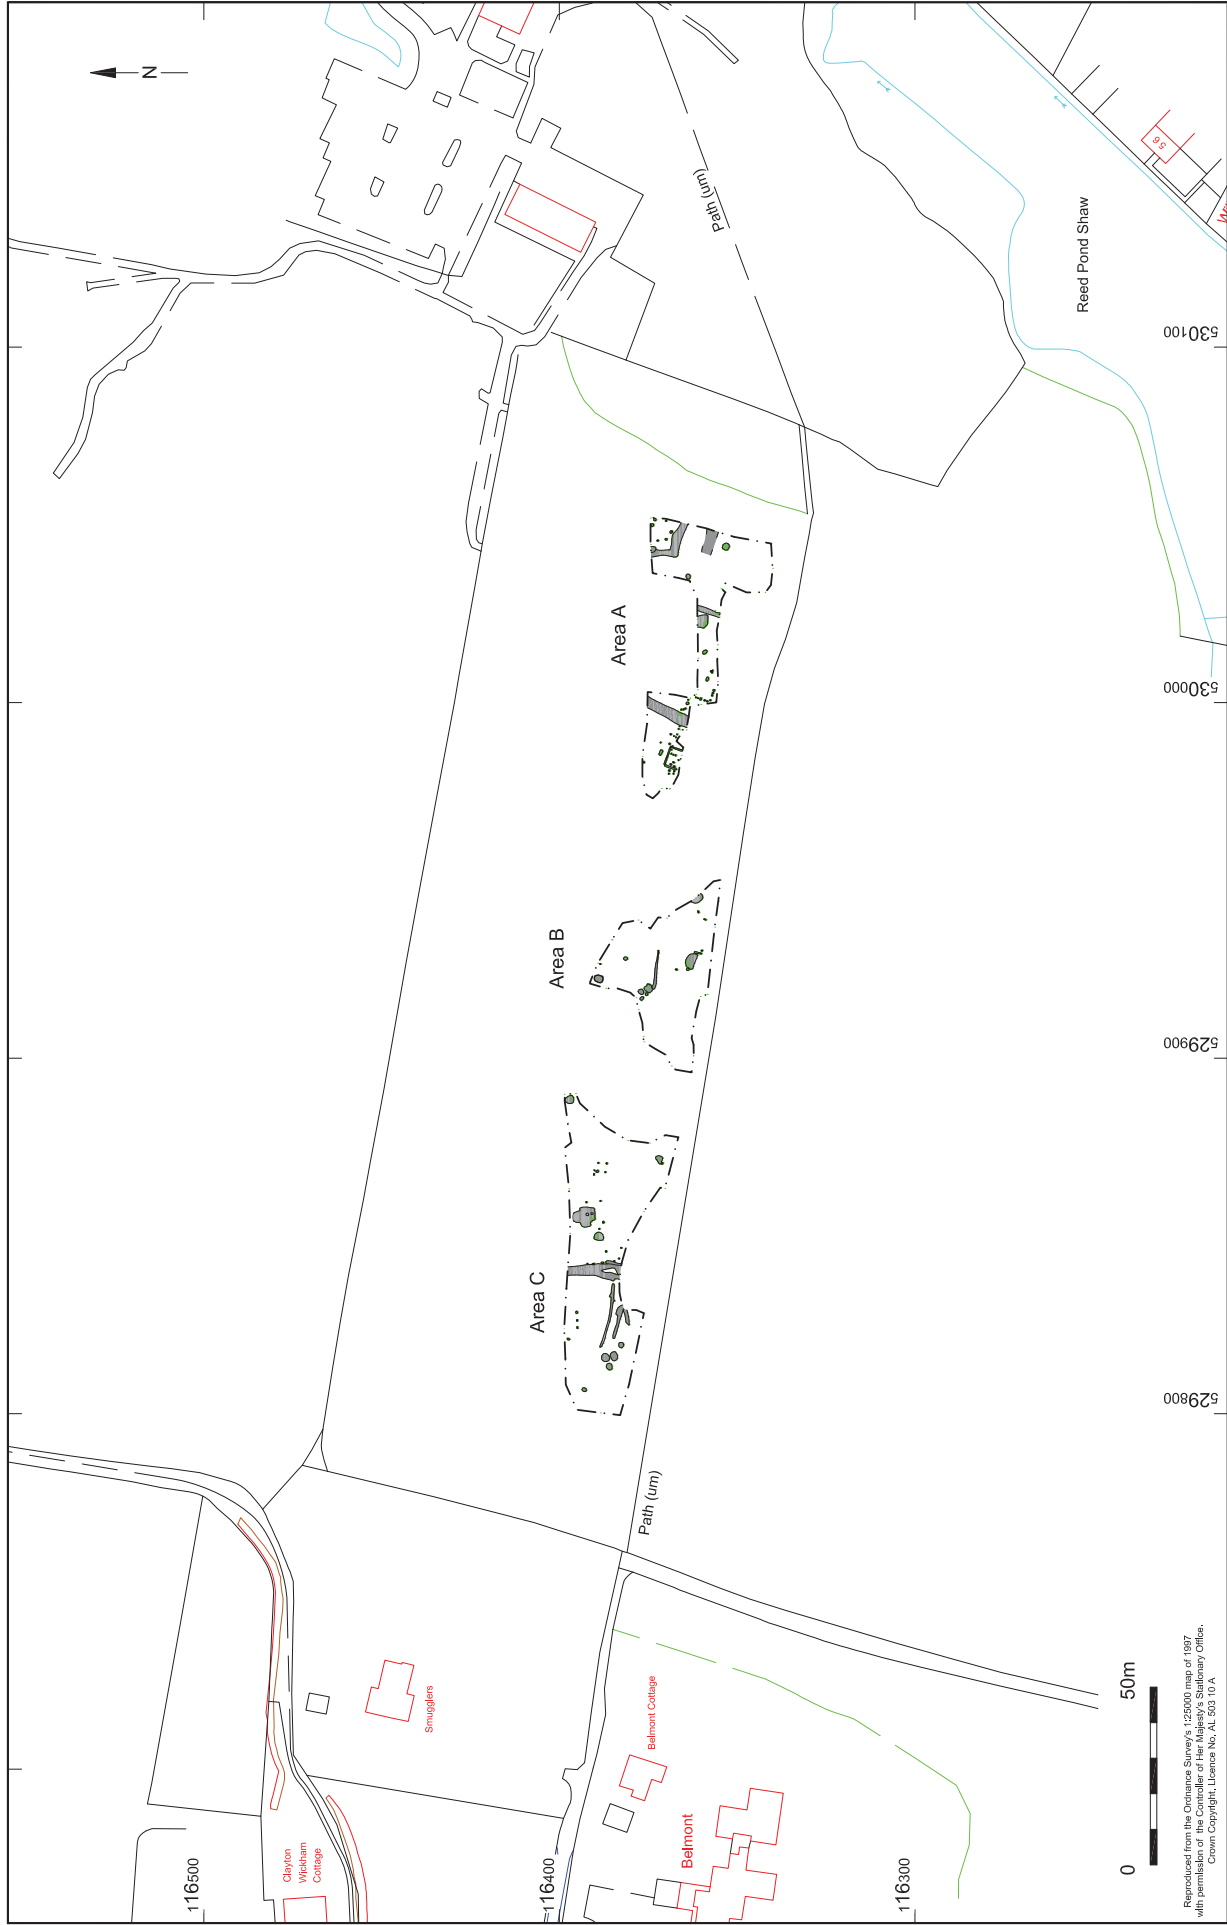 N
Path (um)
Reed Pond Shaw
56
530100
Area A
530000
Area B
529900
Area C
529800
Path (um)
Smugglers
Belmont Cottage
Belmont
Clayton
Wickham
Cottage
116500
116400
116300
0
50m
Reproduced from the Ordnance Survey's 1:25000 map of 1997
with permission of the Controller of Her Majesty's Stationary Office.
Crown Copyright. Licence No. AL 503 10 A